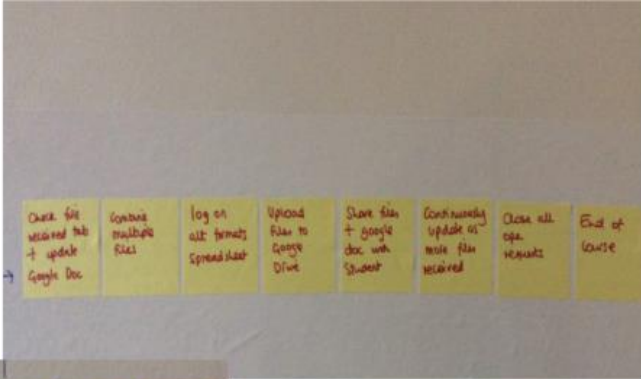 Check file
received tab
+ update
Google Doc
Combine
multiple
files
log on
alt formats
Spreadsheet
Upload
files to
Google
Drive
Share files
+ google
doc with
Student
Continuously
update as
more files
received
Close all
open
requests
End of
course